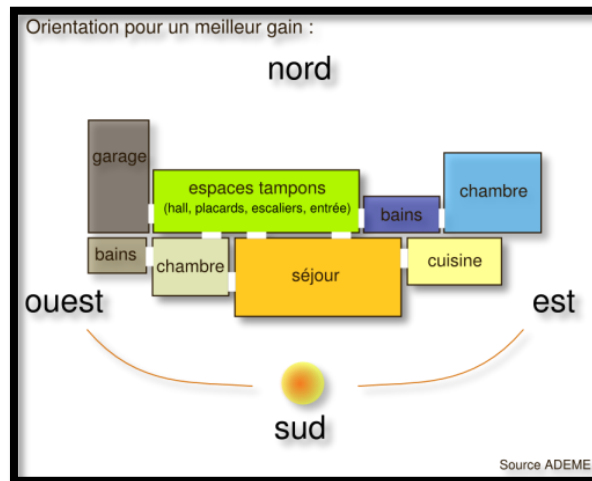 Orientation pour un meilleur gain :
nord
garage
espaces tampons
(hall, placards, escaliers, entrée)
bains
chambre
bains
chambre
séjour
cuisine
ouest
est
sud
Source ADEME